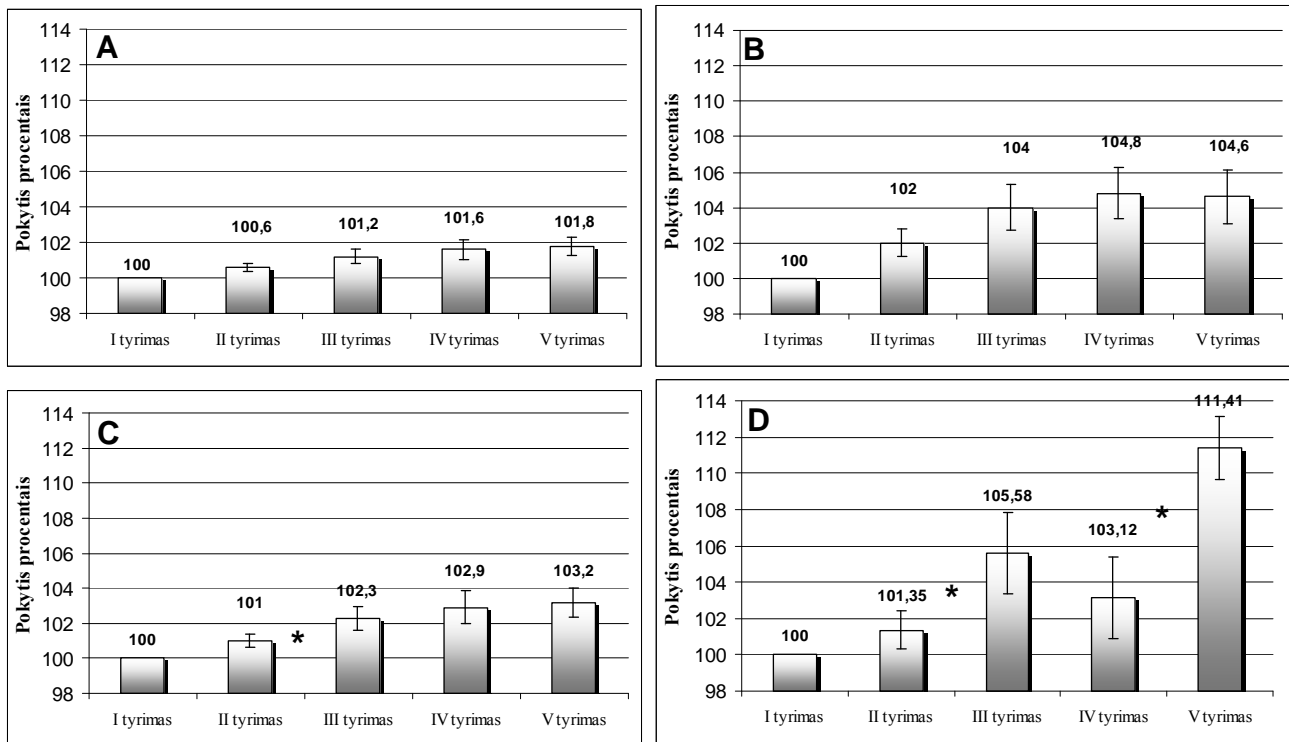 A
Pokytis procentais
114
112
110
108
106
104
102
100
98
100
100,6
101,2
101,6
101,8
I tyrimas
II tyrimas
III tyrimas
IV tyrimas
V tyrimas
B
Pokytis procentais
114
112
110
108
106
104
102
100
98
100
102
104
104,8
104,6
I tyrimas
II tyrimas
III tyrimas
IV tyrimas
V tyrimas
C
Pokytis procentais
114
112
110
108
106
104
102
100
98
100
101
*
102,3
102,9
103,2
I tyrimas
II tyrimas
III tyrimas
IV tyrimas
V tyrimas
D
Pokytis procentais
114
112
110
108
106
104
102
100
98
100
101,35
*
105,58
103,12
*
111,41
I tyrimas
II tyrimas
III tyrimas
IV tyrimas
V tyrimas